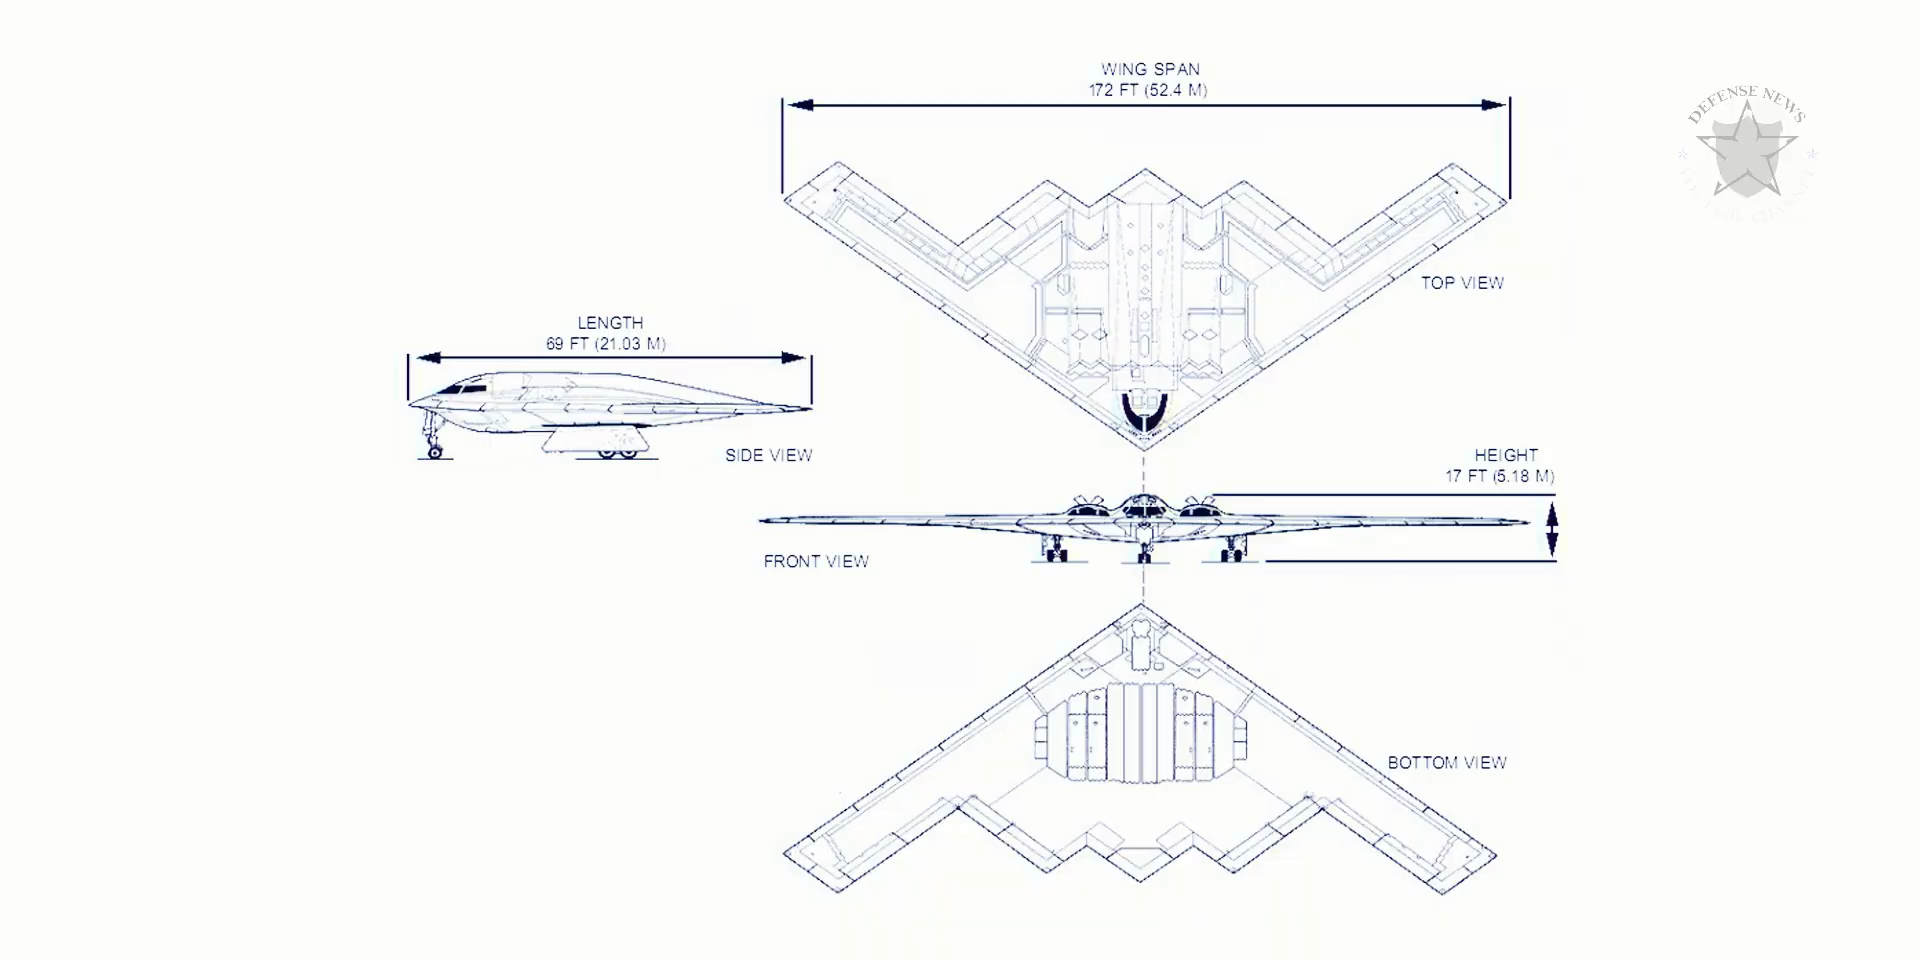 WING SPAN
172 FT (52.4 M)
DEFENSE NEWS
TOP VIEW
LENGTH
69 FT (21.03 M)
SIDE VIEW
HEIGHT
17 FT (5.18 M)
FRONT VIEW
BOTTOM VIEW